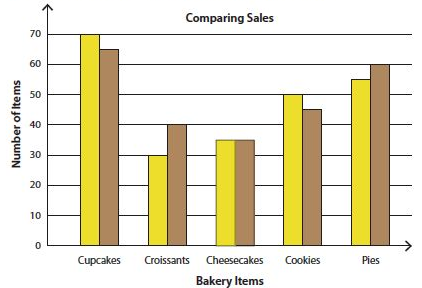 Comparing Sales
Number of Items
70
60
50
40
30
20
10
0
Cupcakes Croissants Cheesecakes Cookies Pies
Bakery Items